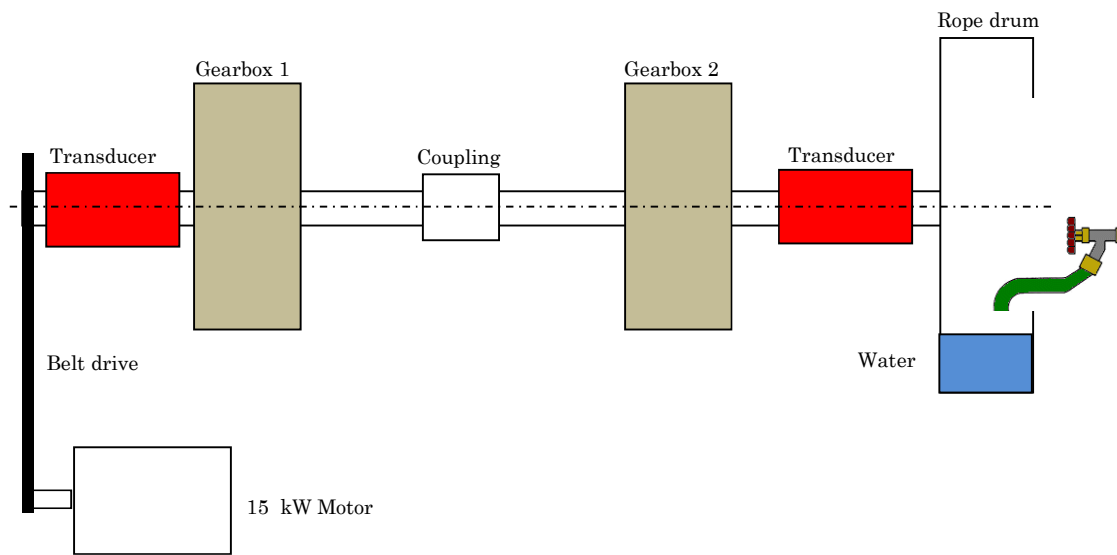 Rope drum
Gearbox 1
Gearbox 2
Transducer
Coupling
Transducer
Belt drive
Water
15 kW Motor